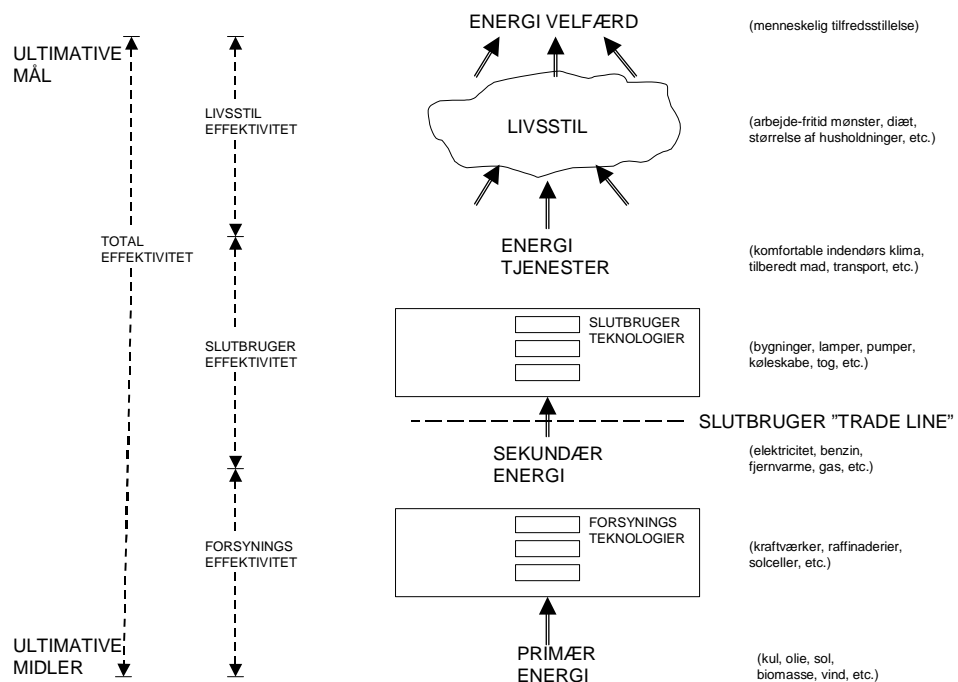 ENERGI VELFÆRD
(menneskelig tilfredsstillelse)
ULTIMATIVE
MÅL
LIVSSTIL
EFFEKTIVITET
LIVSSTIL
(arbejde-fritid mønster, diæt,
størrelse af husholdninger, etc.)
TOTAL
EFFEKTIVITET
ENERGI
TJENESTER
(komfortable indendørs klima,
tilberedt mad, transport, etc.)
SLUTBRUGER
EFFEKTIVITET
SLUTBRUGER
TEKNOLOGIER
(bygninger, lamper, pumper,
køleskabe, tog, etc.)
SLUTBRUGER ”TRADE LINE”
SEKUNDÆR
ENERGI
(elektricitet, benzin,
fjernvarme, gas, etc.)
FORSYNINGS
EFFEKTIVITET
FORSYNINGS
TEKNOLOGIER
(kraftværker, raffinaderier,
solceller, etc.)
ULTIMATIVE
MIDLER
PRIMÆR
ENERGI
(kul, olie, sol,
biomasse, vind, etc.)